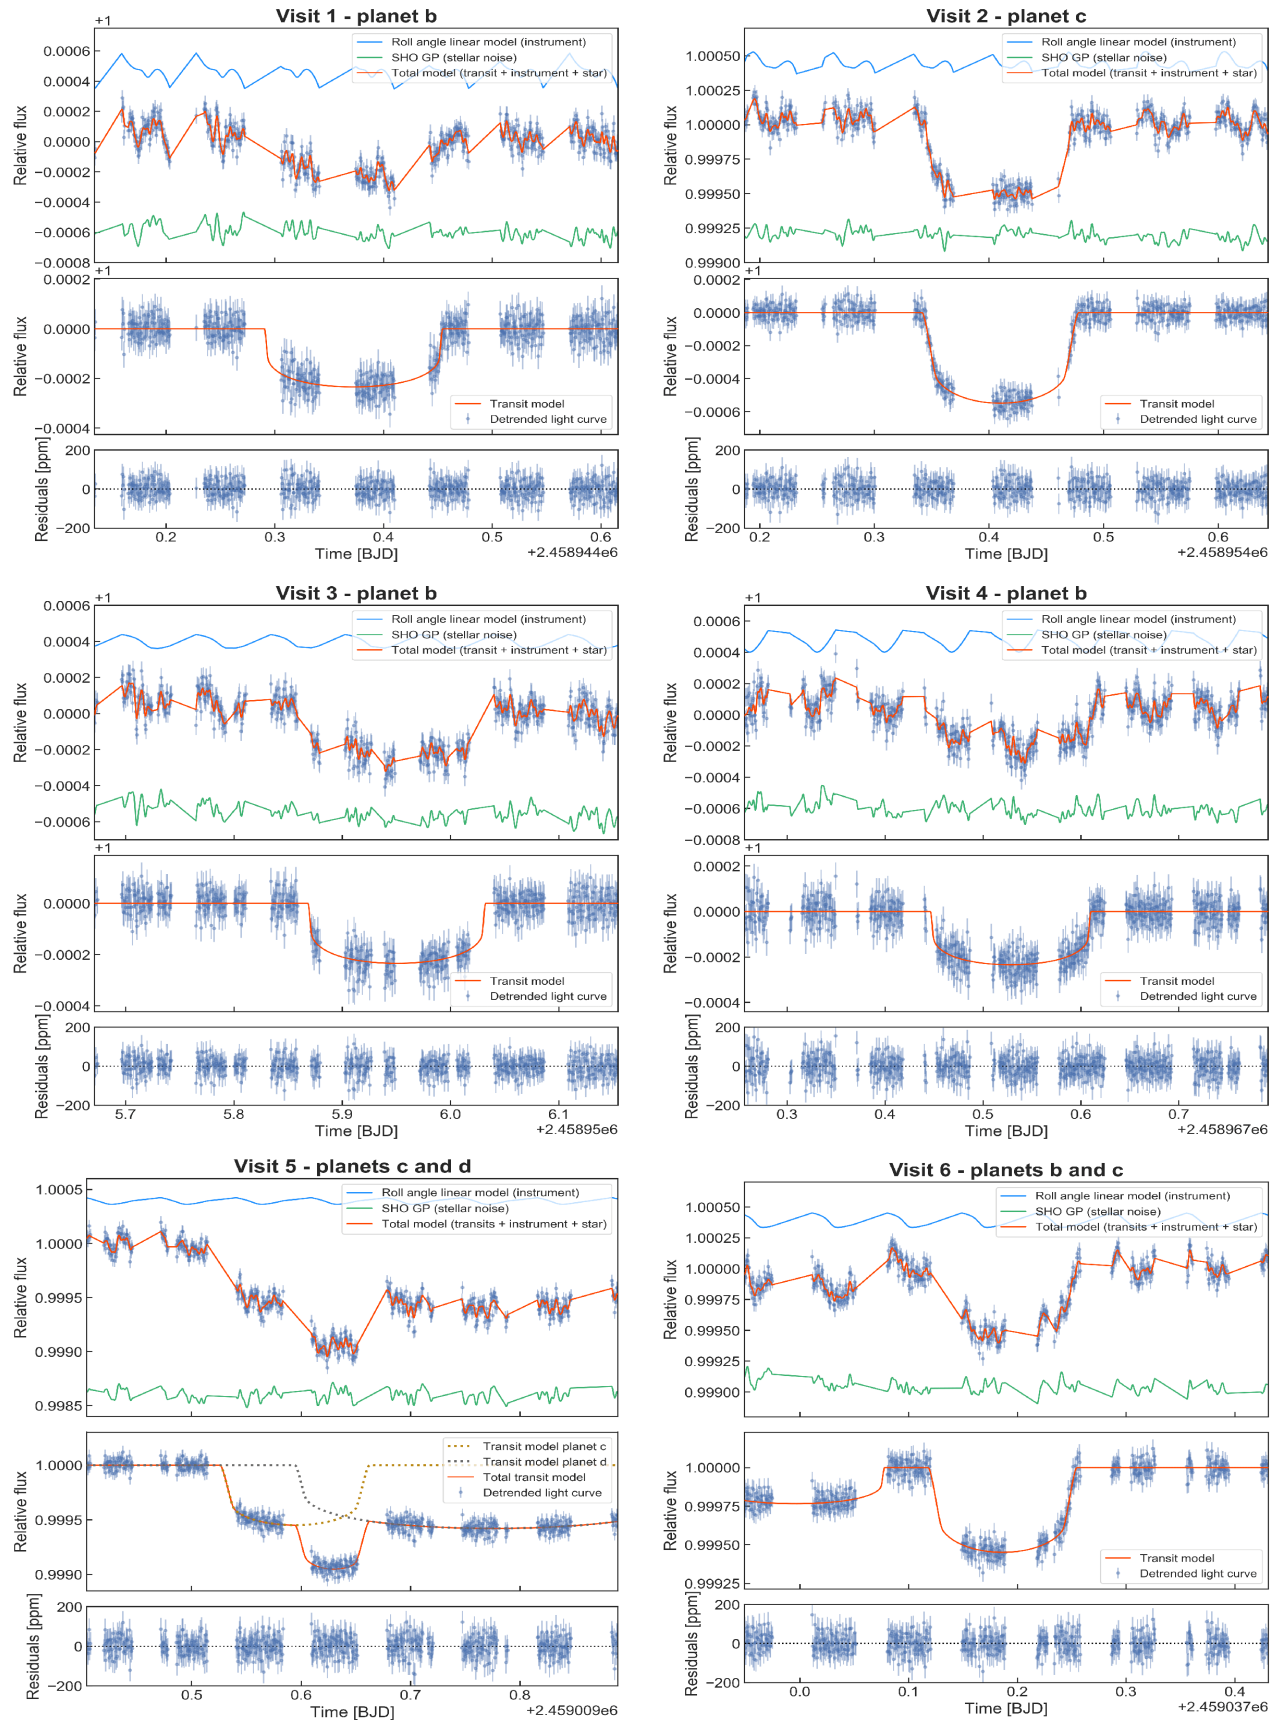 Visit 1 - planet b
+1
Roll angle linear model (instrument)
SHO GP (stellar noise)
Total model (transit + instrument + star)
0.0006
0.0004
0.0002
0.0000
−0.0002
−0.0004
−0.0006
−0.0008
Relative flux
+1
0.0002
0.0000
−0.0002
−0.0004
Relative flux
Transit model
Detrended light curve
200
0
−200
Residuals [ppm]
0.2 0.3 0.4 0.5 0.6
Time [BJD]
+2.458944e6
Visit 2 - planet c
Roll angle linear model (instrument)
SHO GP (stellar noise)
Total model (transit + instrument + star)
1.00050
1.00025
1.00000
0.99975
0.99950
0.99925
0.99900
Relative flux
+1
0.0002
0.0000
−0.0002
−0.0004
−0.0006
Relative flux
Transit model
Detrended light curve
200
0
−200
Residuals [ppm]
0.2 0.3 0.4 0.5 0.6
Time [BJD]
+2.458954e6
Visit 3 - planet b
+1
Roll angle linear model (instrument)
SHO GP (stellar noise)
Total model (transit + instrument + star)
0.0006
0.0004
0.0002
0.0000
−0.0002
−0.0004
−0.0006
Relative flux
+1
0.0000
−0.0002
−0.0004
Relative flux
Transit model
Detrended light curve
200
0
−200
Residuals [ppm]
5.7 5.8 5.9 6.0 6.1
Time [BJD]
+2.45895e6
Visit 4 - planet b
+1
Roll angle linear model (instrument)
SHO GP (stellar noise)
Total model (transit + instrument + star)
0.0006
0.0004
0.0002
0.0000
−0.0002
−0.0004
−0.0006
−0.0008
Relative flux
+1
0.0002
0.0000
−0.0002
−0.0004
Relative flux
Transit model
Detrended light curve
200
0
−200
Residuals [ppm]
0.3 0.4 0.5 0.6 0.7
Time [BJD]
+2.458967e6
Visit 5 - planets c and d
Roll angle linear model (instrument)
SHO GP (stellar noise)
Total model (transits + instrument + star)
1.0005
1.0000
0.9995
0.9990
0.9985
Relative flux
1.0000
0.9995
0.9990
Relative flux
Transit model planet c
Transit model planet d
Total transit model
Detrended light curve
200
0
−200
Residuals [ppm]
0.5 0.6 0.7 0.8
Time [BJD]
+2.459009e6
Visit 6 - planets b and c
Roll angle linear model (instrument)
SHO GP (stellar noise)
Total model (transits + instrument + star)
1.00050
1.00025
1.00000
0.99975
0.99950
0.99925
0.99900
Relative flux
1.00000
0.99975
0.99950
0.99925
Relative flux
Transit model
Detrended light curve
200
0
−200
Residuals [ppm]
0.0 0.1 0.2 0.3 0.4
Time [BJD]
+2.459037e6